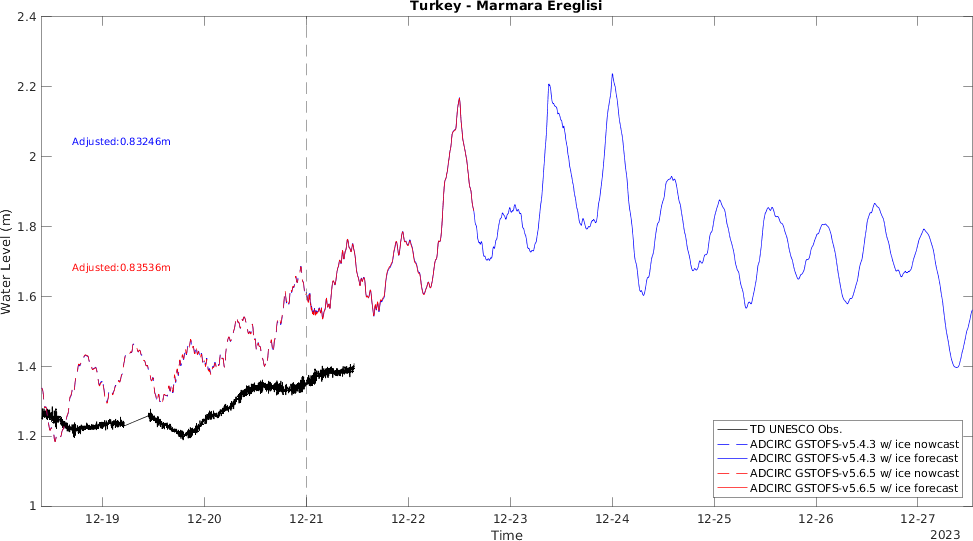 Turkey - Marmara Ereglisi
2.4
2.2
2
1.8
1.6
1.4
1.2
1
Water Level (m)
Adjusted:0.83246m
Adjusted:0.83536m
TD UNESCO Obs.
ADCIRC GSTOFS-v5.4.3 w/ ice nowcast
ADCIRC GSTOFS-v5.4.3 w/ ice forecast
ADCIRC GSTOFS-v5.6.5 w/ ice nowcast
ADCIRC GSTOFS-v5.6.5 w/ ice forecast
12-19 12-20 12-21 12-22 12-23 12-24 12-25 12-26 12-27
Time
2023